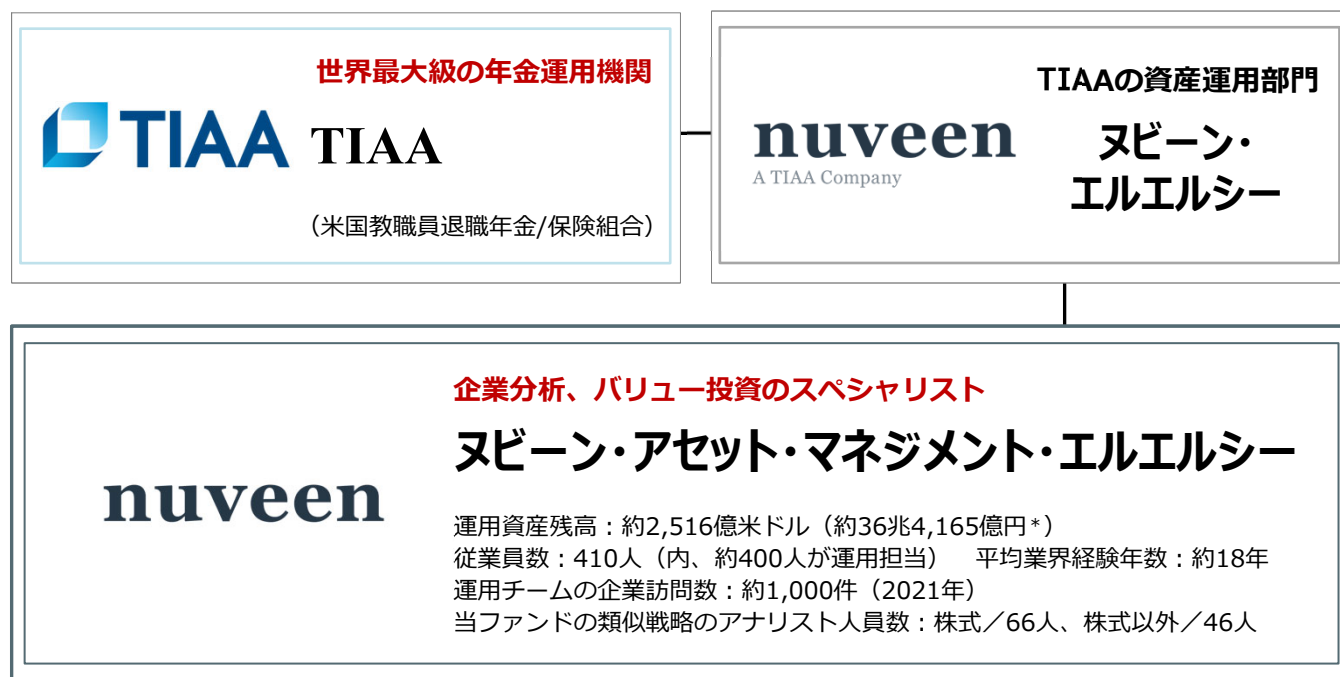 世界最大級の年金運用機関
TIAA TIAA
（米国教職員退職年金/保険組合）
TIAAの資産運用部門
nuveen
A TIAA Company
ヌビーン・
エルエルシー
企業分析、バリュー投資のスペシャリスト
ヌビーン・アセット・マネジメント・エルエルシー
nuveen
運用資産残高：約2,516億米ドル（約36兆4,165億円*）
従業員数：410人（内、約400人が運用担当）　平均業界経験年数：約18年
運用チームの企業訪問数：約1,000件（2021年）
当ファンドの類似戦略のアナリスト人員数：株式／66人、株式以外／46人